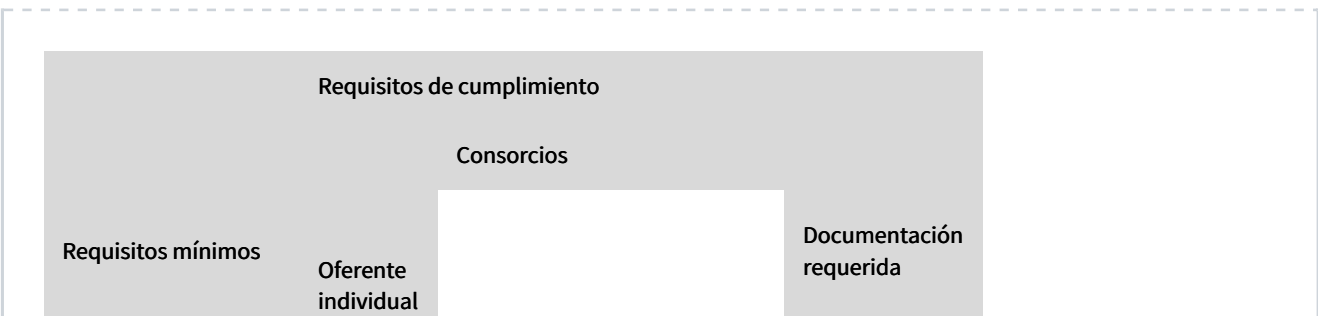 Requisitos de cumplimiento
Consorcios
Requisitos mínimos
Oferente
individual
Documentación
requerida